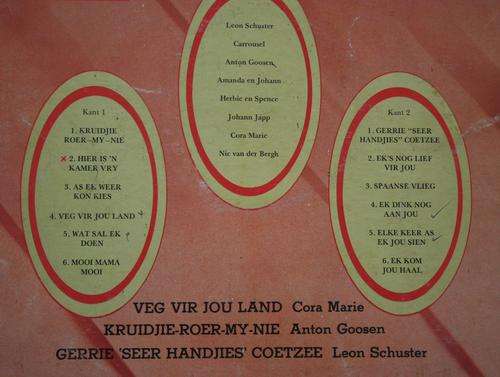 Leon Schuster
Carrousel
Anton Goosen
Amanda en Johann
Herbie en Spence
Johann Japp
Cora Marie
Nic van der Bergh
Kant 1
1. KRUIDJIE
ROER-MY-NIE
2. HIER IS 'N
KAMER VRY
3. AS EK WEER
KON KIES
4. VEG VIR JOU LAND
5. WAT SAL EK
DOEN
6. MOOI MAMA
MOOI
Kant 2
1. GERRIE "SEER
HANDJIES" COETZEE
2. EK'S NOG LIEF
VIR JOU
3. SPAANSE VLIEG
4. EK DINK NOG
AAN JOU
5. ELKE KEER AS
EK JOU SIEN
6. EK KOM
JOU HAAL
VEG VIR JOU LAND Cora Marie
KRUIDJIE-ROER-MY-NIE Anton Goosen
GERRIE 'SEER HANDJIES' COETZEE Leon Schuster